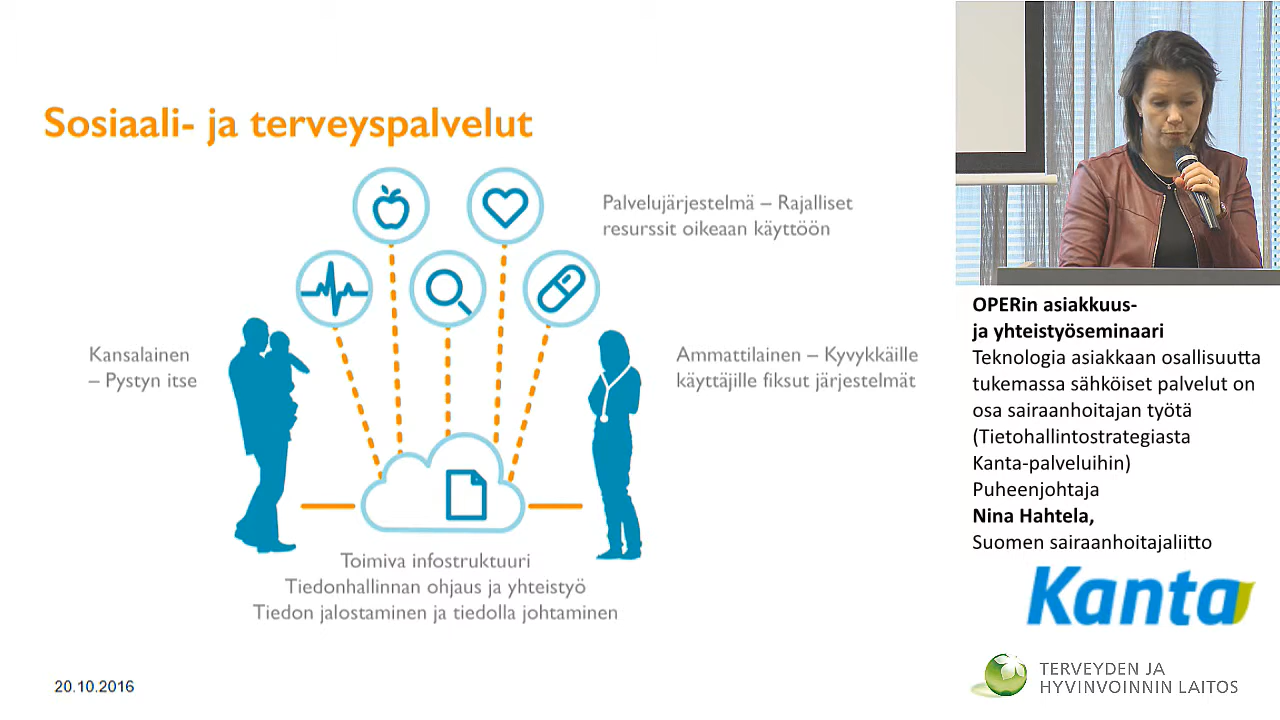 Sosiaali- ja terveyspalvelut
Palvelujärjestelmä – Rajalliset
resurssit oikeaan käyttöön
Kansalainen
– Pystyn itse
Ammattilainen – Kyvykkäille
käyttäjille fiksut järjestelmät
Toimiva infostruktuuri
Tiedonhallinnan ohjaus ja yhteistyö
Tiedon jalostaminen ja tiedolla johtaminen
20.10.2016
OPERin asiakkuus-
ja yhteistyöseminaari
Teknologia asiakkaan osallisuutta
tukemassa sähköiset palvelut on
osa sairaanhoitajan työtä
(Tietohallintostrategiasta
Kanta-palveluihin)
Puheenjohtaja
Nina Hahtela,
Suomen sairaanhoitajaliitto
Kanta
TERVEYDEN JA
HYVINVOINNIN LAITOS